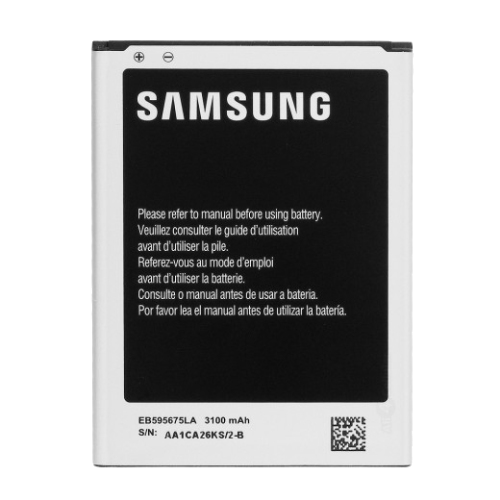 SAMSUNG
Please refer to manual before using battery.
Veuillez consulter le guide d'utilisation
avant d'utiliser la pile.
Referez-vous au mode d'emploi
avant d'utiliser la batterie.
Consulte o manual antes de usar a bateria.
Por favor lea el manual antes de utilizar la batería.
EB595675LA 3100 mAh
S/N: AA1CA26KS/2-B